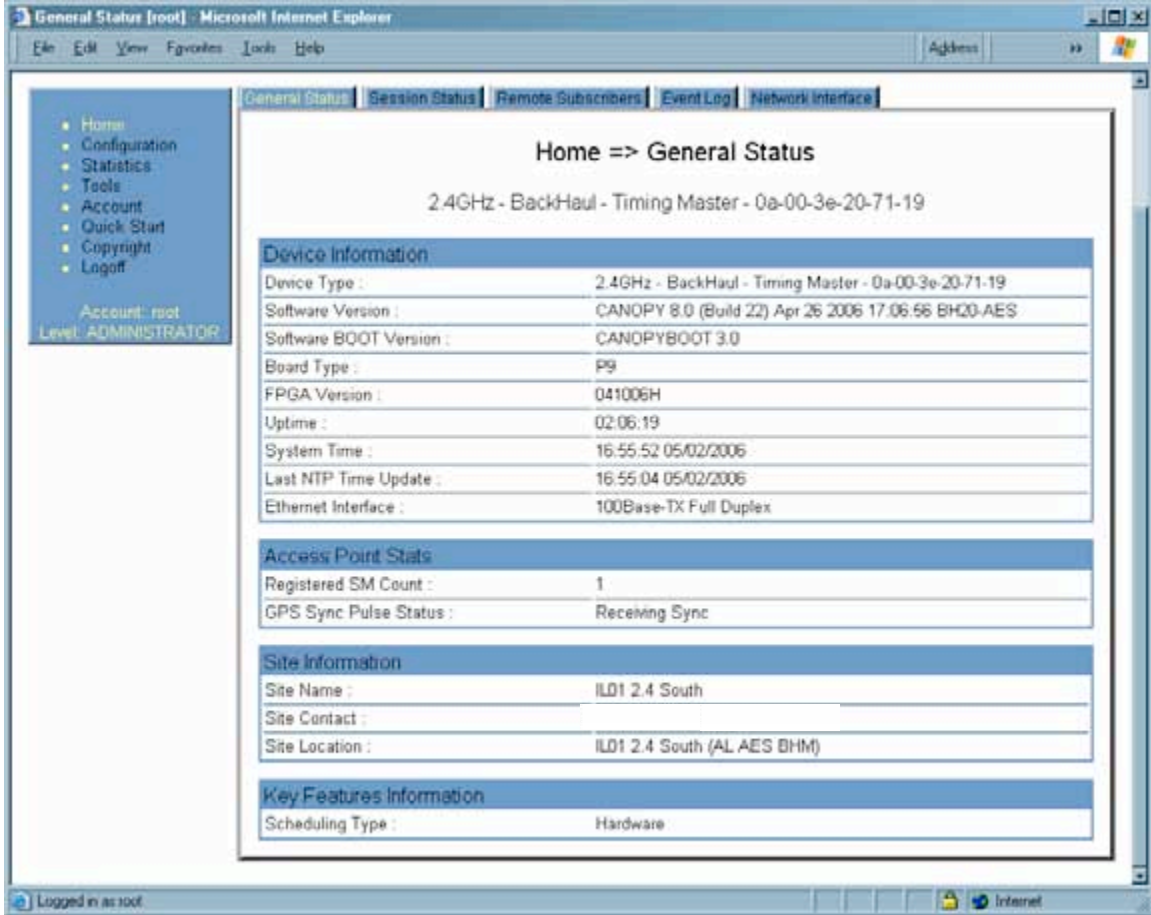 General Status [root] - Microsoft Internet Explorer
File Edit View Favorites Tools Help Address »
General Status Session Status Remote Subscribers Event Log Network Interface
Home
Configuration
Statistics
Tools
Account
Quick Start
Copyright
Logoff
Account: root
Level: ADMINISTRATOR
Home => General Status
2.4GHz - BackHaul - Timing Master - 0a-00-3e-20-71-19
Device Information
Device Type : 2.4GHz - BackHaul - Timing Master - 0a-00-3e-20-71-19
Software Version : CANOPY 8.0 (Build 22) Apr 26 2006 17:06:56 BH20-AES
Software BOOT Version : CANOPYBOOT 3.0
Board Type : P9
FPGA Version : 041006H
Uptime : 02:06:19
System Time : 16:55:52 05/02/2006
Last NTP Time Update : 16:55:04 05/02/2006
Ethernet Interface : 100Base-TX Full Duplex
Access Point Stats
Registered SM Count : 1
GPS Sync Pulse Status : Receiving Sync
Site Information
Site Name : IL01 2.4 South
Site Contact :
Site Location : IL01 2.4 South (AL AES BHM)
Key Features Information
Scheduling Type : Hardware
Logged in as root Internet